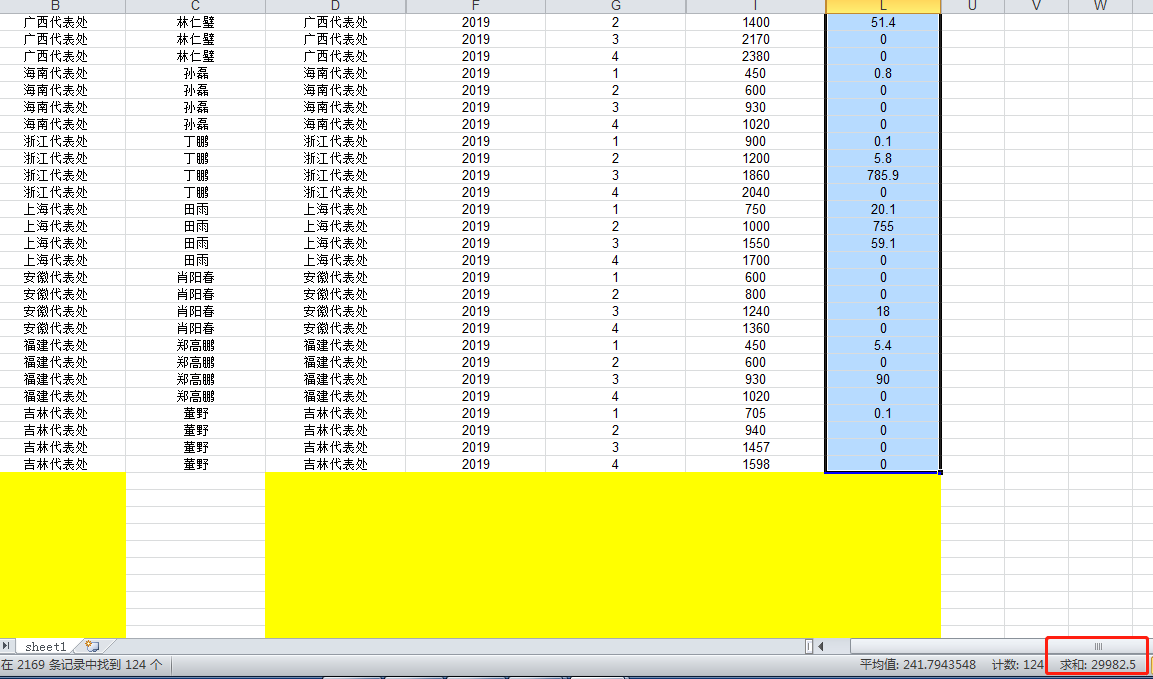 B C D F G I L U V W
广西代表处 林仁璧 广西代表处 2019 2 1400 51.4
广西代表处 林仁璧 广西代表处 2019 3 2170 0
广西代表处 林仁璧 广西代表处 2019 4 2380 0
海南代表处 孙磊 海南代表处 2019 1 450 0.8
海南代表处 孙磊 海南代表处 2019 2 600 0
海南代表处 孙磊 海南代表处 2019 3 930 0
海南代表处 孙磊 海南代表处 2019 4 1020 0
浙江代表处 丁鹏 浙江代表处 2019 1 900 0.1
浙江代表处 丁鹏 浙江代表处 2019 2 1200 5.8
浙江代表处 丁鹏 浙江代表处 2019 3 1860 785.9
浙江代表处 丁鹏 浙江代表处 2019 4 2040 0
上海代表处 田雨 上海代表处 2019 1 750 20.1
上海代表处 田雨 上海代表处 2019 2 1000 755
上海代表处 田雨 上海代表处 2019 3 1550 59.1
上海代表处 田雨 上海代表处 2019 4 1700 0
安徽代表处 肖阳春 安徽代表处 2019 1 600 0
安徽代表处 肖阳春 安徽代表处 2019 2 800 0
安徽代表处 肖阳春 安徽代表处 2019 3 1240 18
安徽代表处 肖阳春 安徽代表处 2019 4 1360 0
福建代表处 郑高鹏 福建代表处 2019 1 450 5.4
福建代表处 郑高鹏 福建代表处 2019 2 600 0
福建代表处 郑高鹏 福建代表处 2019 3 930 90
福建代表处 郑高鹏 福建代表处 2019 4 1020 0
吉林代表处 董野 吉林代表处 2019 1 705 0.1
吉林代表处 董野 吉林代表处 2019 2 940 0
吉林代表处 董野 吉林代表处 2019 3 1457 0
吉林代表处 董野 吉林代表处 2019 4 1598 0
sheet1
在 2169 条记录中找到 124 个 平均值: 241.7943548 计数: 124 求和: 29982.5